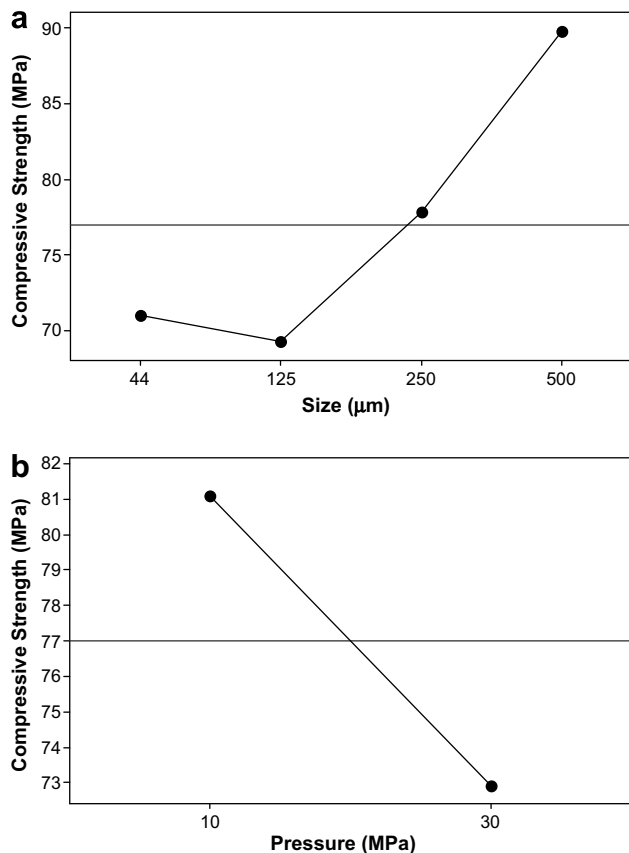 a
Compressive Strength (MPa)
90
85
80
75
70
44 125 250 500
Size (μm)
b
Compressive Strength (MPa)
82
81
80
79
78
77
76
75
74
73
10 30
Pressure (MPa)